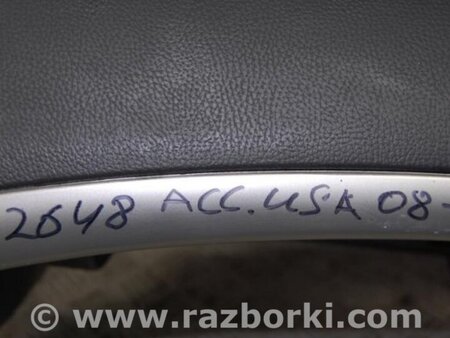 2648 ACC. USA 08-
© www.razborki.com